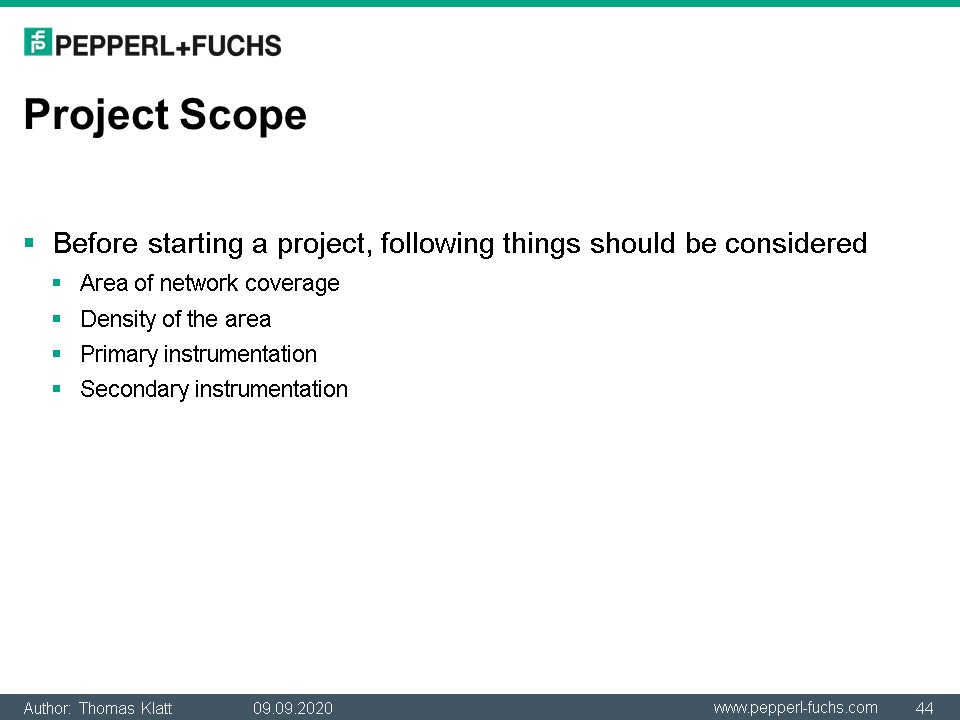 PEPPERL+FUCHS
Project Scope
Before starting a project, following things should be considered
Area of network coverage
Density of the area
Primary instrumentation
Secondary instrumentation
Author: Thomas Klatt 09.09.2020 www.pepperl-fuchs.com 44